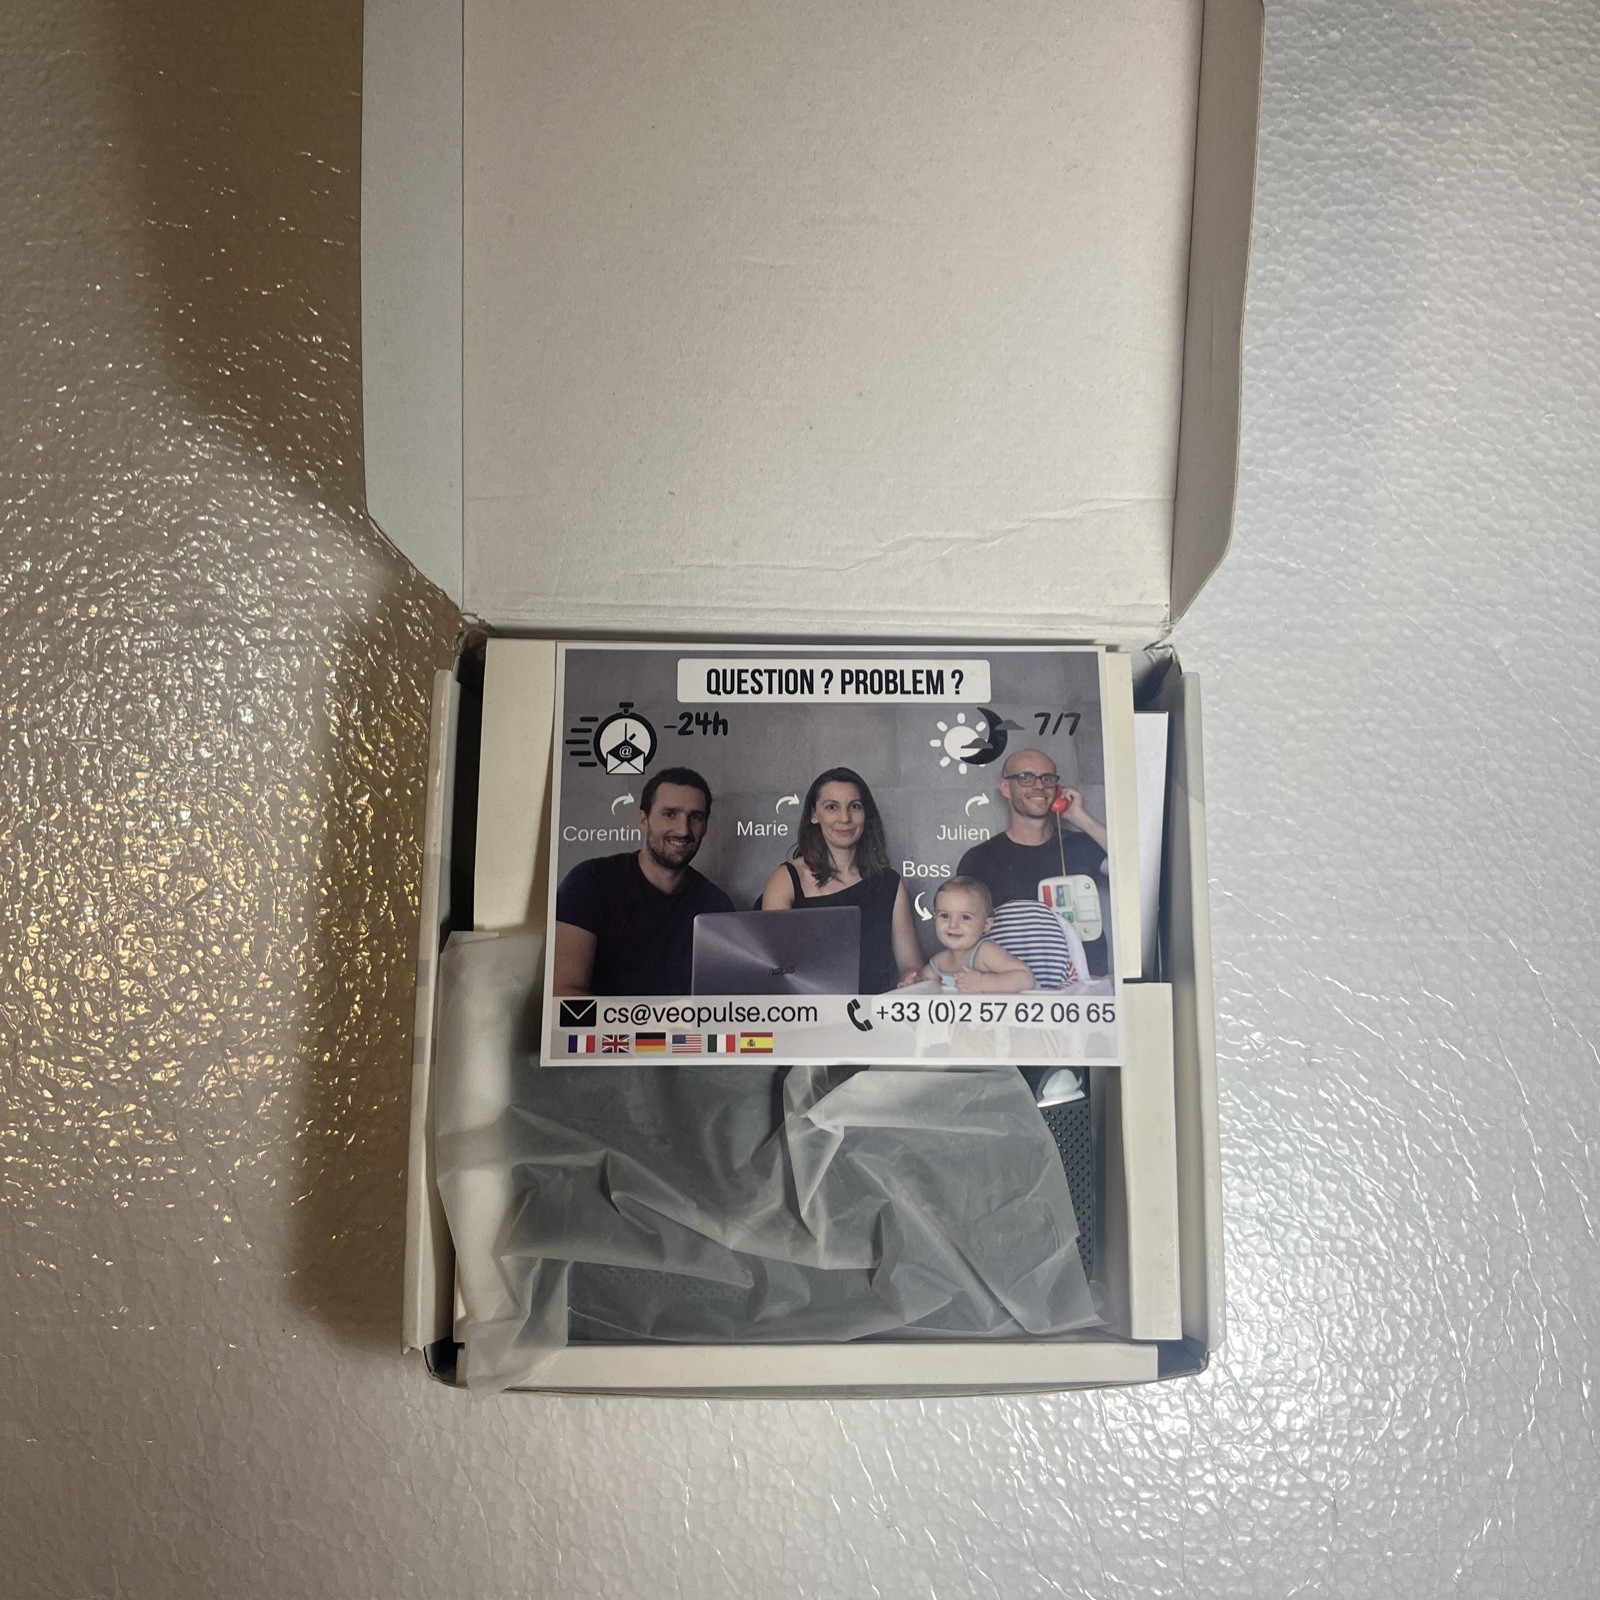 QUESTION ? PROBLEM ?
-24h
7/7
@
Corentin
Marie
Julien
Boss
ASUS
cs@veopulse.com
+33 (0)2 57 62 06 65